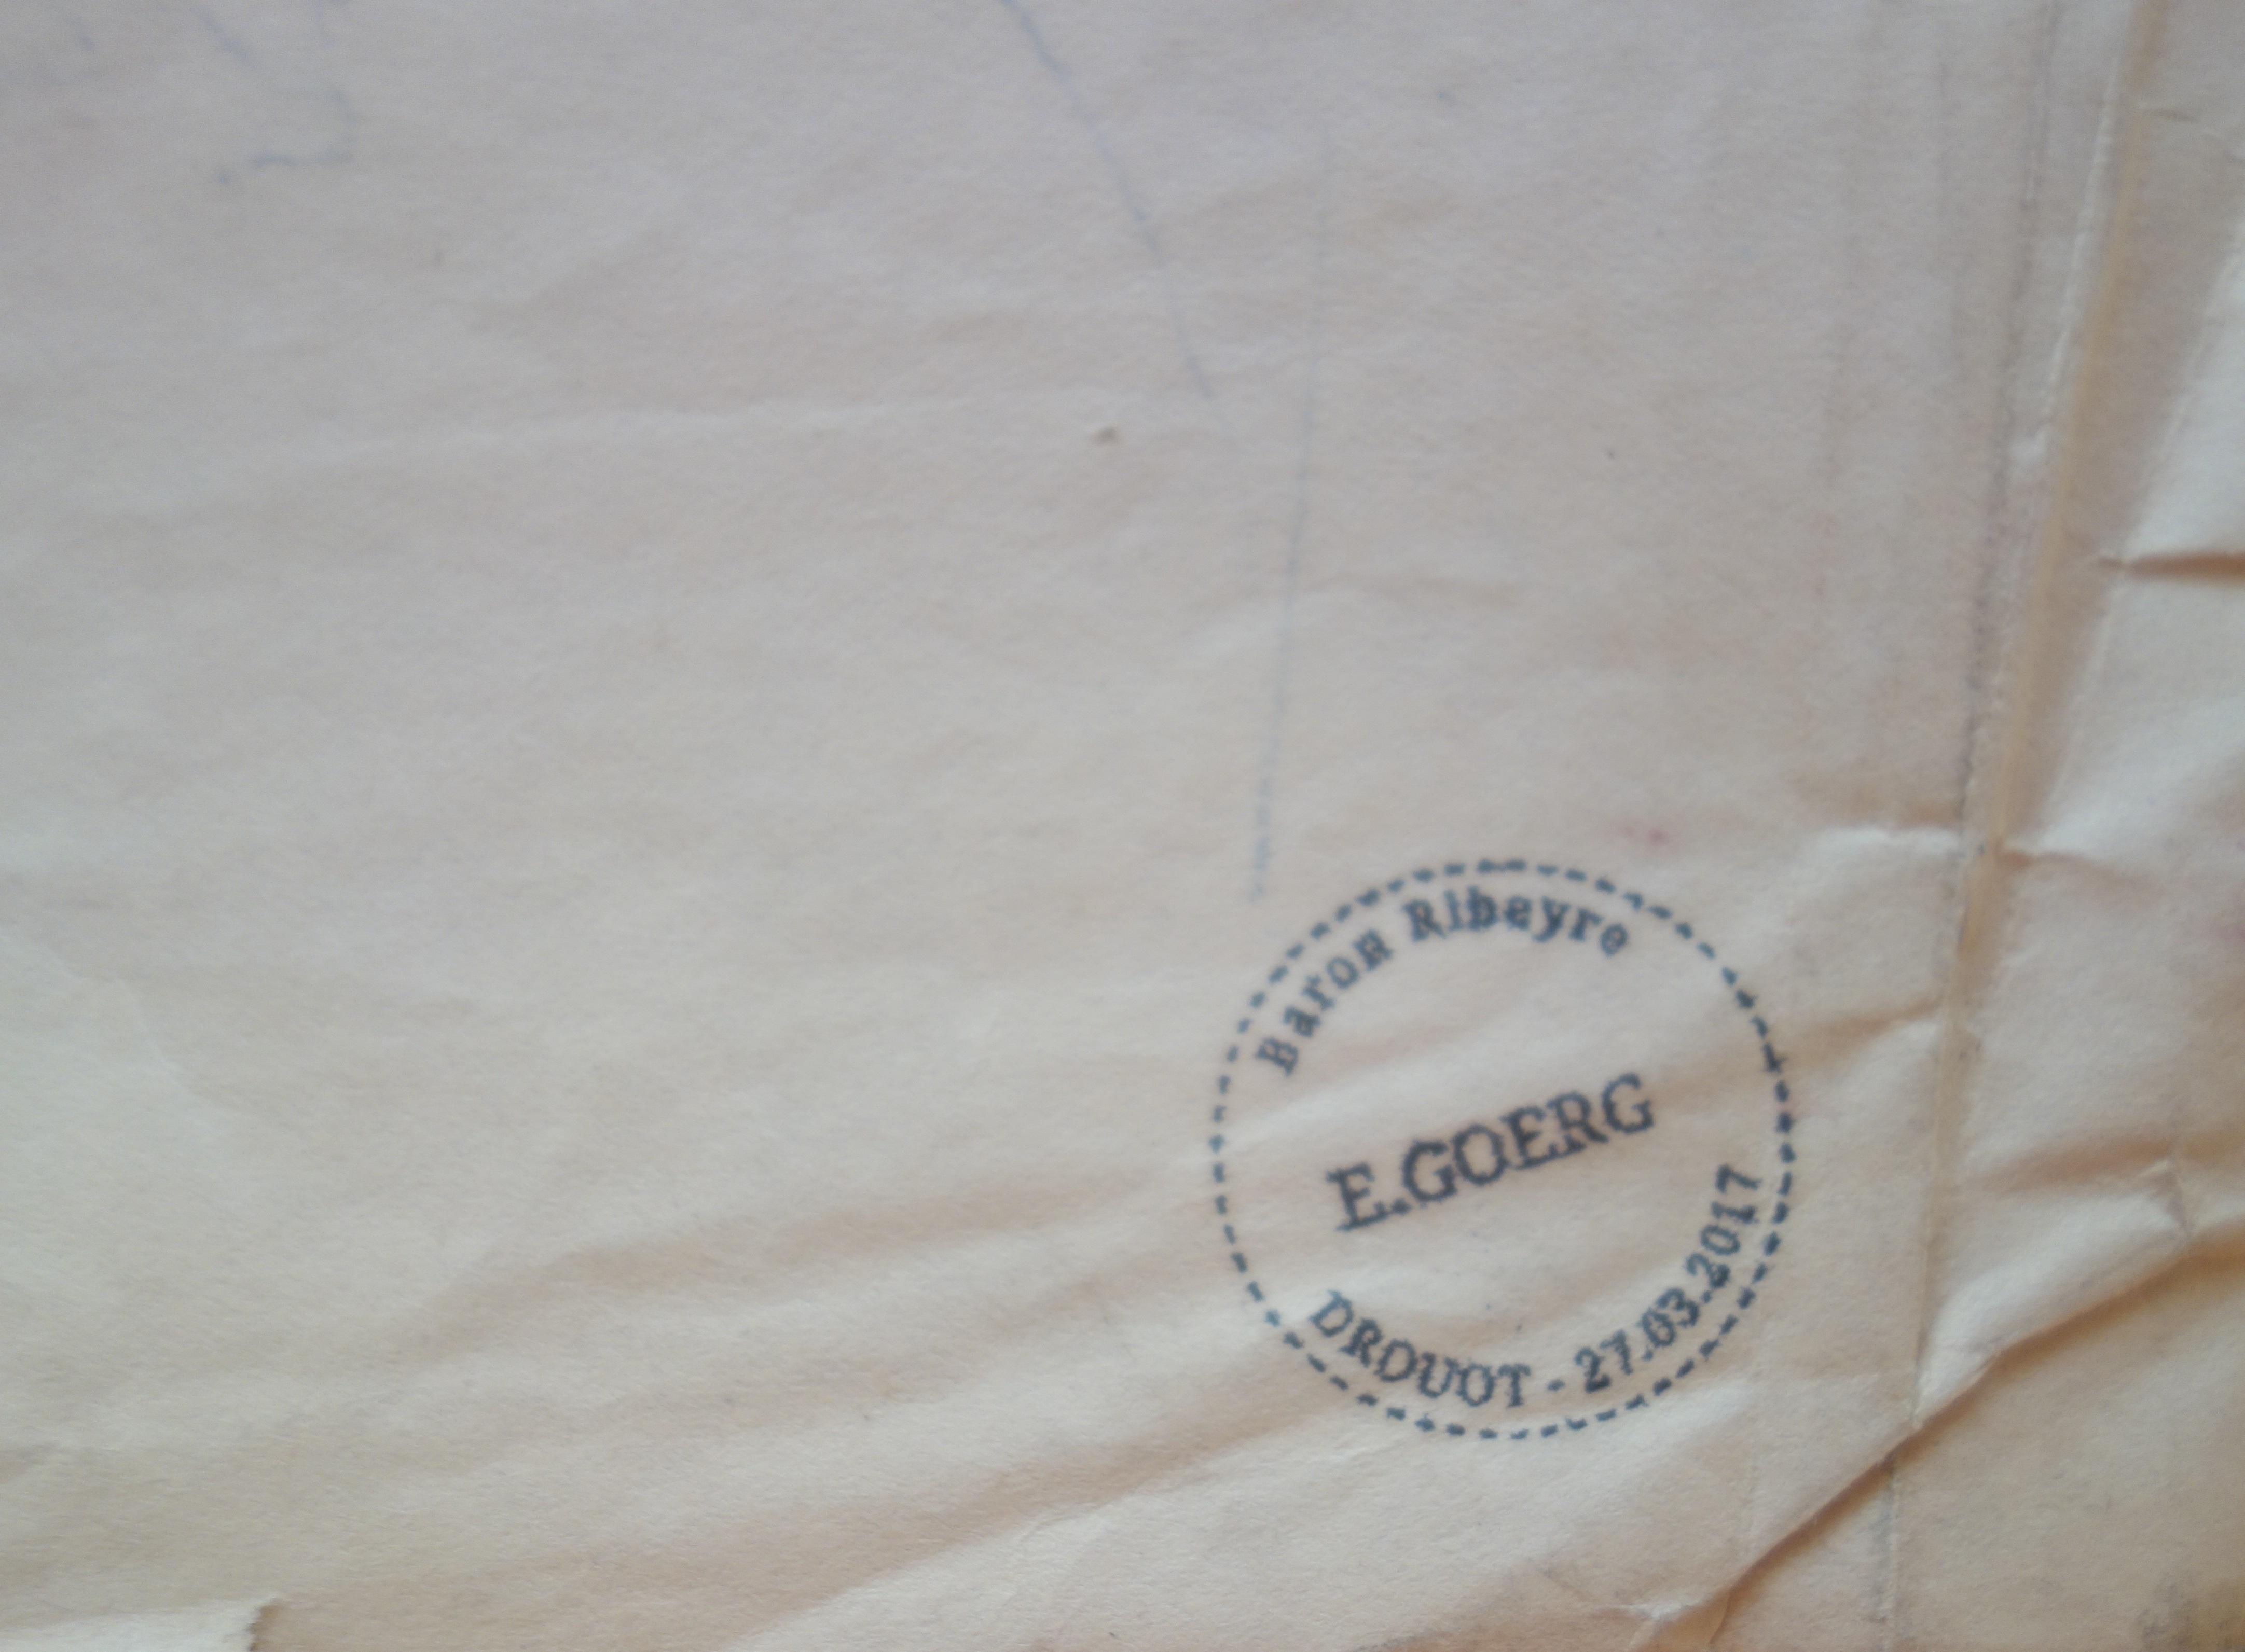 Baron Ribeyre
E.GOERG
DROUOT - 27.03.2017